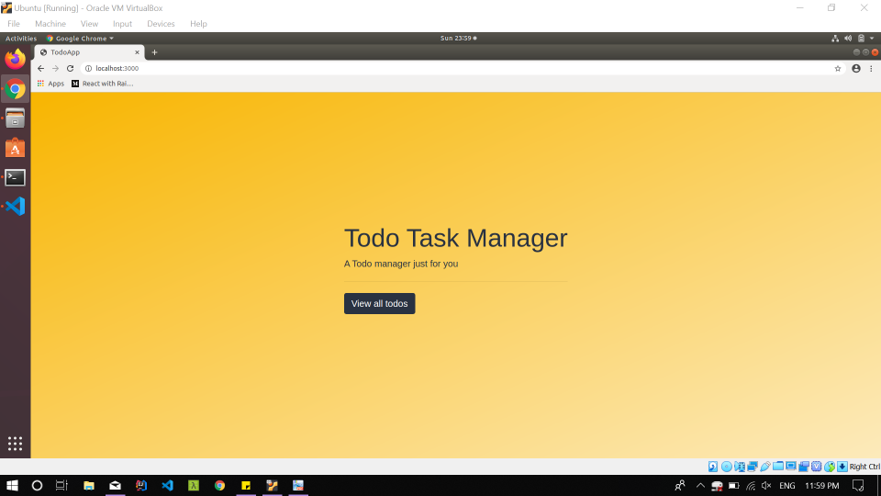 Ubuntu [Running] - Oracle VM VirtualBox
File Machine View Input Devices Help
Activities Google Chrome Sun 23:59
TodoApp
localhost:3000
Apps React with Rai...
Todo Task Manager
A Todo manager just for you
View all todos
Right Ctrl
ENG 11:59 PM